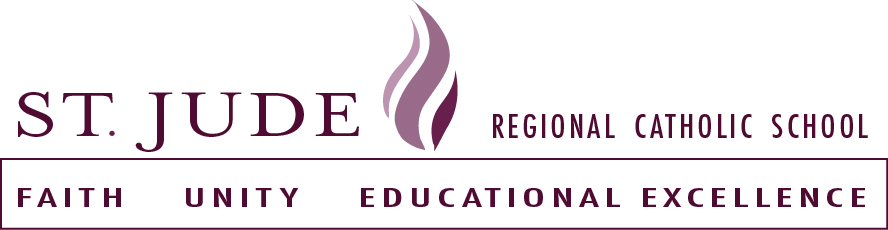 ST. JUDE REGIONAL CATHOLIC SCHOOL
FAITH UNITY EDUCATIONAL EXCELLENCE